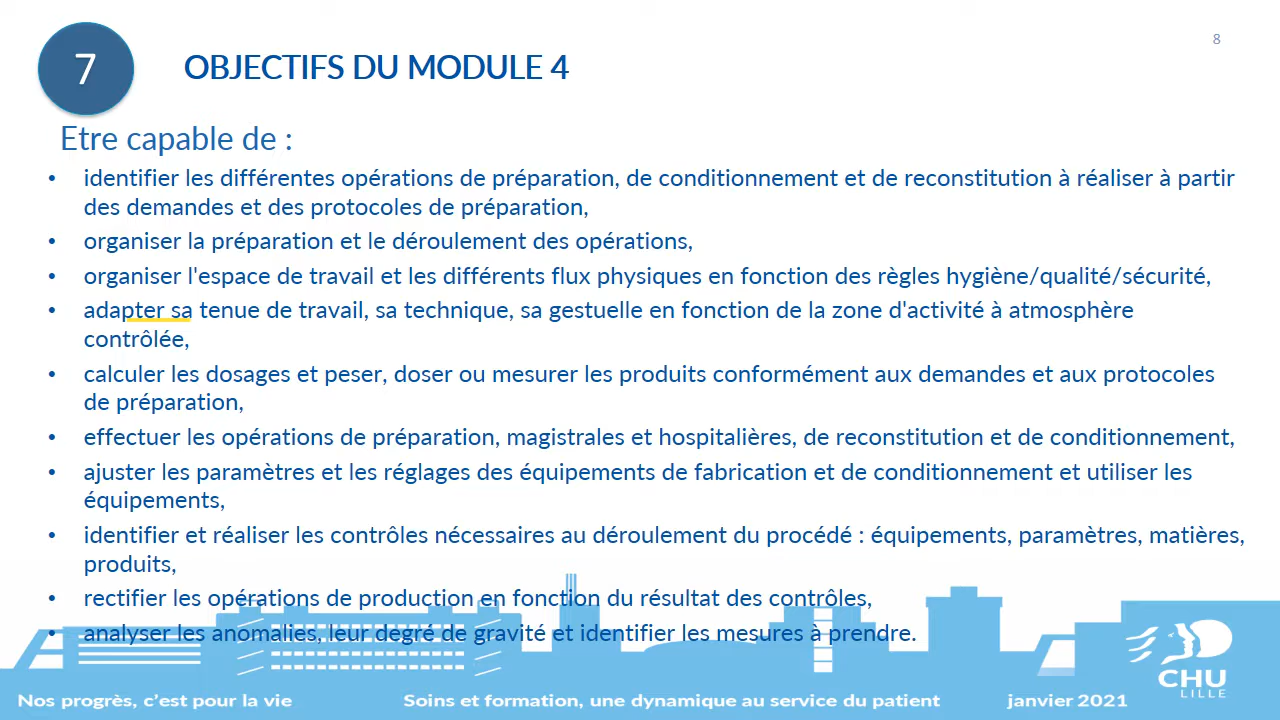 8
7
OBJECTIFS DU MODULE 4
Etre capable de :
• identifier les différentes opérations de préparation, de conditionnement et de reconstitution à réaliser à partir
des demandes et des protocoles de préparation,
• organiser la préparation et le déroulement des opérations,
• organiser l'espace de travail et les différents flux physiques en fonction des règles hygiène/qualité/sécurité,
• adapter sa tenue de travail, sa technique, sa gestuelle en fonction de la zone d'activité à atmosphère
contrôlée,
• calculer les dosages et peser, doser ou mesurer les produits conformément aux demandes et aux protocoles
de préparation,
• effectuer les opérations de préparation, magistrales et hospitalières, de reconstitution et de conditionnement,
• ajuster les paramètres et les réglages des équipements de fabrication et de conditionnement et utiliser les
équipements,
• identifier et réaliser les contrôles nécessaires au déroulement du procédé : équipements, paramètres, matières,
produits,
• rectifier les opérations de production en fonction du résultat des contrôles,
• analyser les anomalies, leur degré de gravité et identifier les mesures à prendre.
Nos progrès, c'est pour la vie
Soins et formation, une dynamique au service du patient
janvier 2021
CHU
LILLE